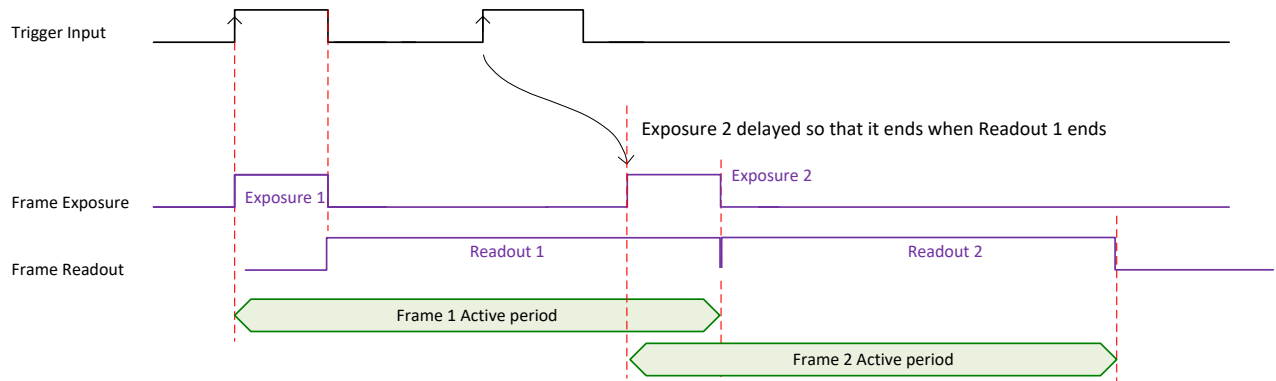 Trigger Input
Exposure 2 delayed so that it ends when Readout 1 ends
Frame Exposure
Exposure 1
Exposure 2
Frame Readout
Readout 1
Readout 2
Frame 1 Active period
Frame 2 Active period